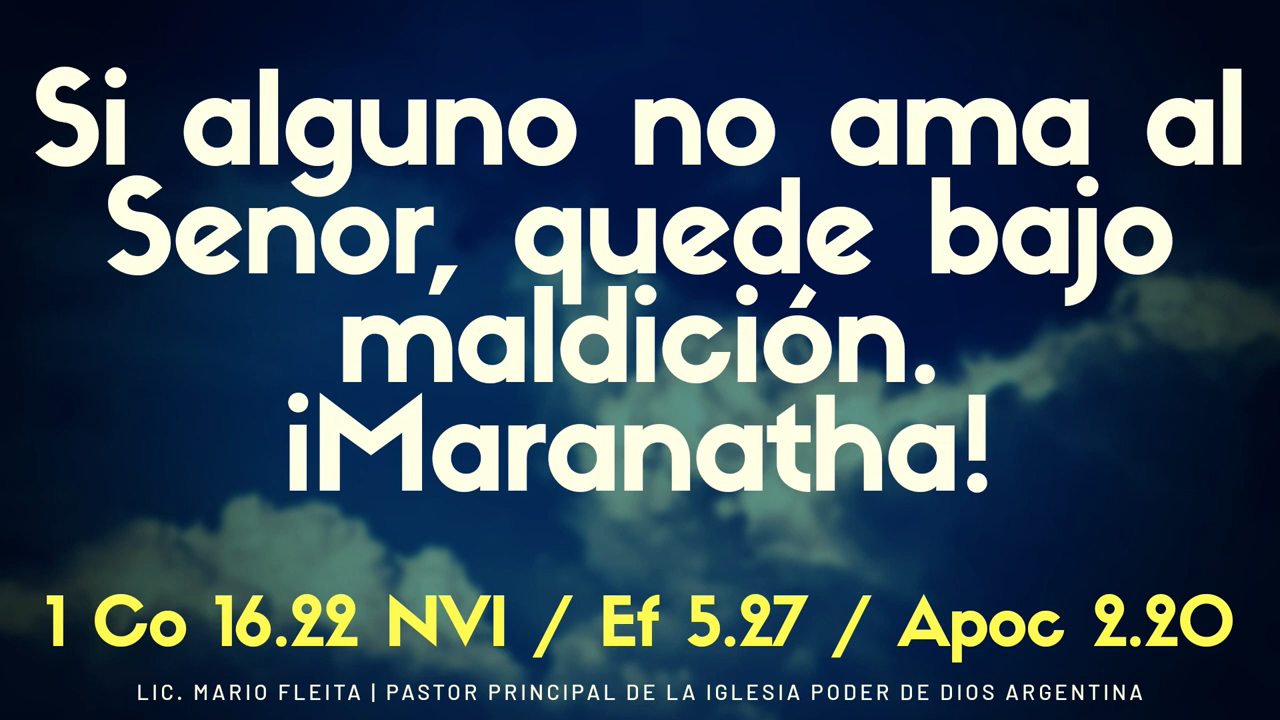 Si alguno no ama al
Senor, quede bajo
maldición.
¡Maranatha!
1 Co 16.22 NVI / Ef 5.27 / Apoc 2.20
LIC. MARIO FLEITA | PASTOR PRINCIPAL DE LA IGLESIA PODER DE DIOS ARGENTINA